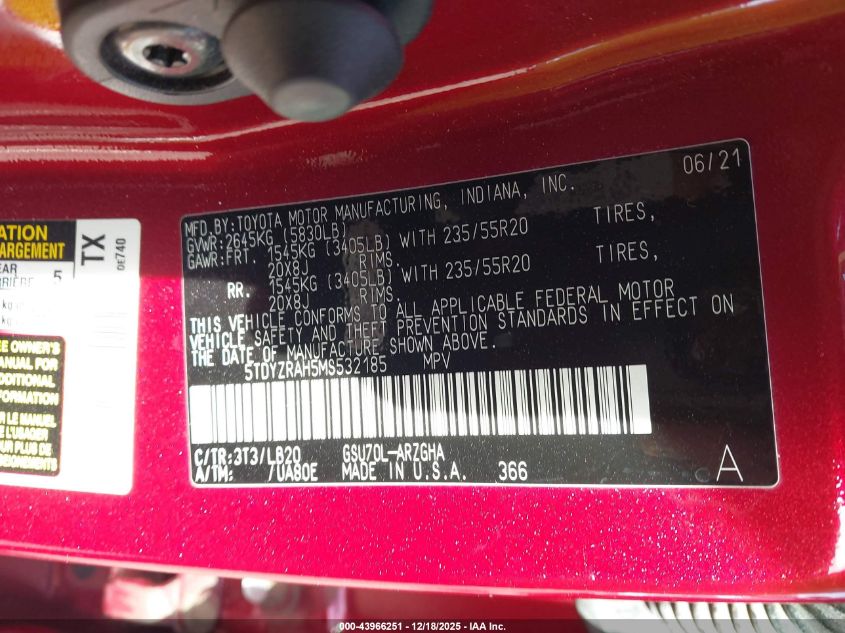 06/21
MFD.BY:TOYOTA MOTOR MANUFACTURING, INDIANA, INC.
GVWR:2645KG (5830LB)
GAWR:FRT. 1545KG (3405LB) WITH 235/55R20 TIRES,
20X8J RIMS.
RR. 1545KG (3405LB) WITH 235/55R20 TIRES,
20X8J RIMS.
THIS VEHICLE CONFORMS TO ALL APPLICABLE FEDERAL MOTOR
VEHICLE SAFETY AND THEFT PREVENTION STANDARDS IN EFFECT ON
THE DATE OF MANUFACTURE SHOWN ABOVE.
5TDYZRAH5MS532185 MPV
C/TR:3T3/LB20 GSU70L-ARZGHA
A/TM: /UA80E MADE IN U.S.A. 366
A
TX
0E740
5
000-43966251 | 12/18/2025 - IAA Inc.